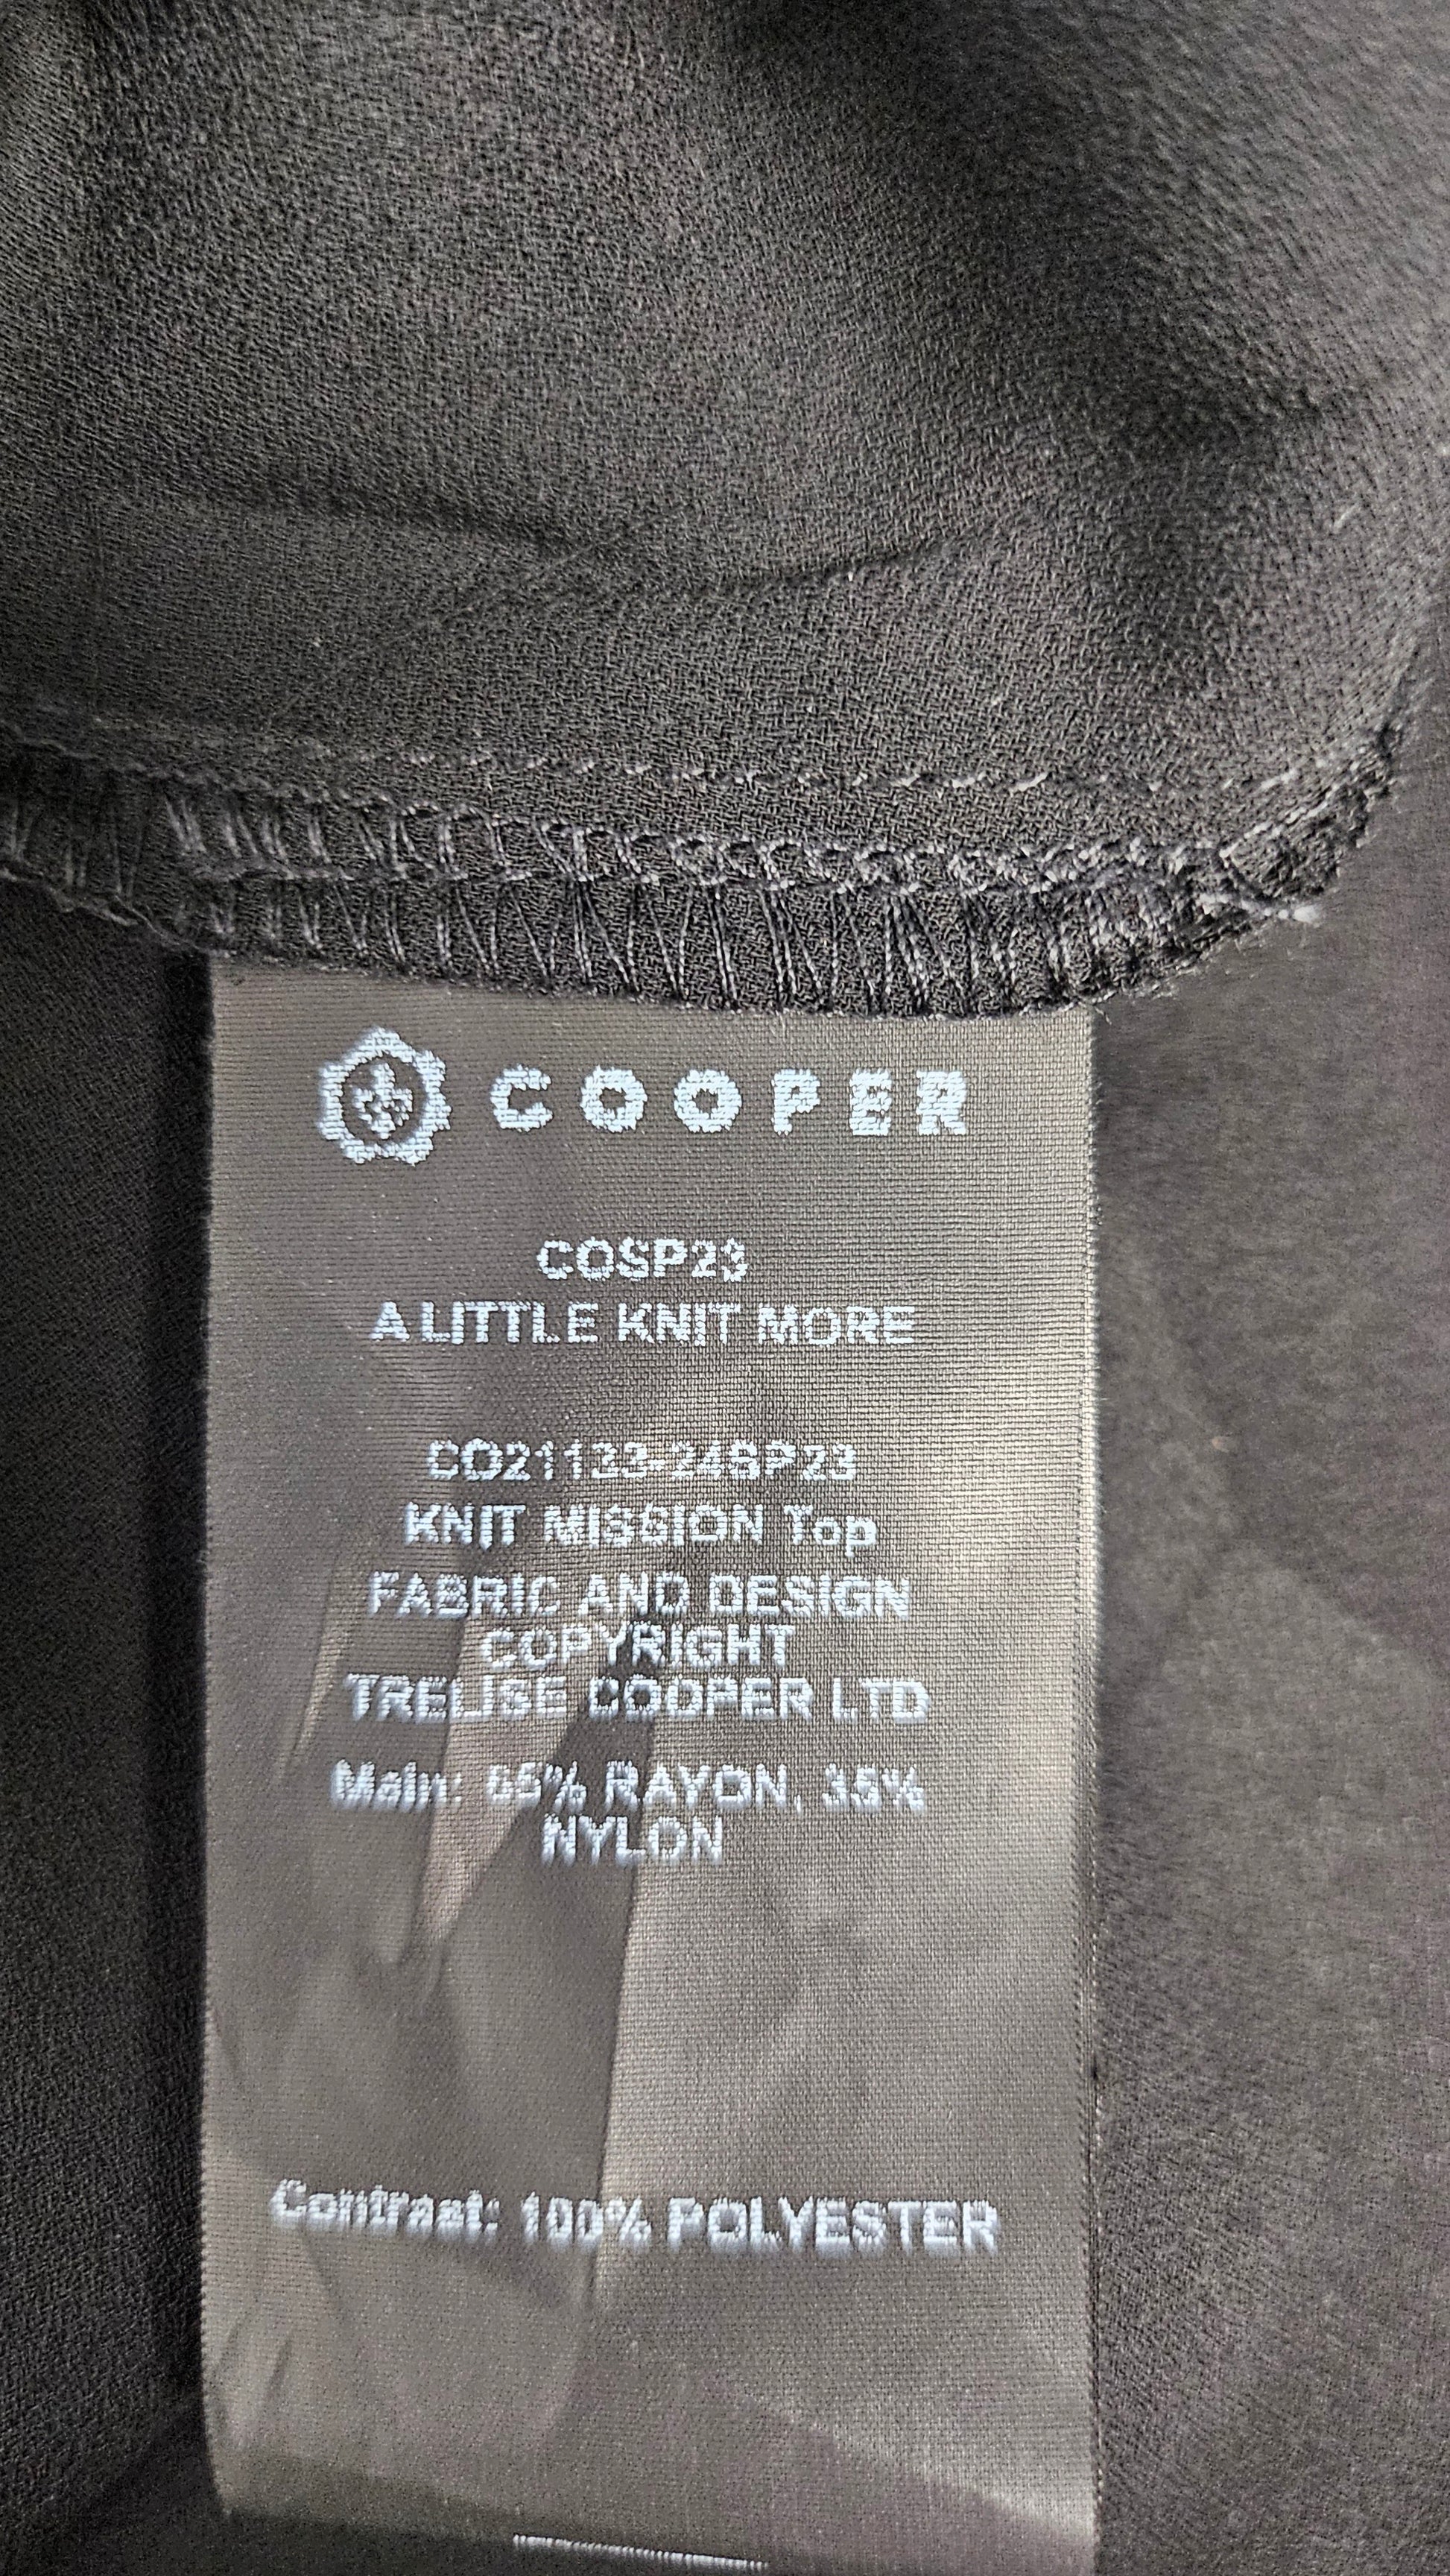 COOPER
COSP23
A LITTLE KNIT MORE
CO21133-24SP23
KNIT MISSION Top
FABRIC AND DESIGN
COPYRIGHT
TRELISE COOPER LTD
Main: 65% RAYON, 35%
NYLON
Contrast: 100% POLYESTER